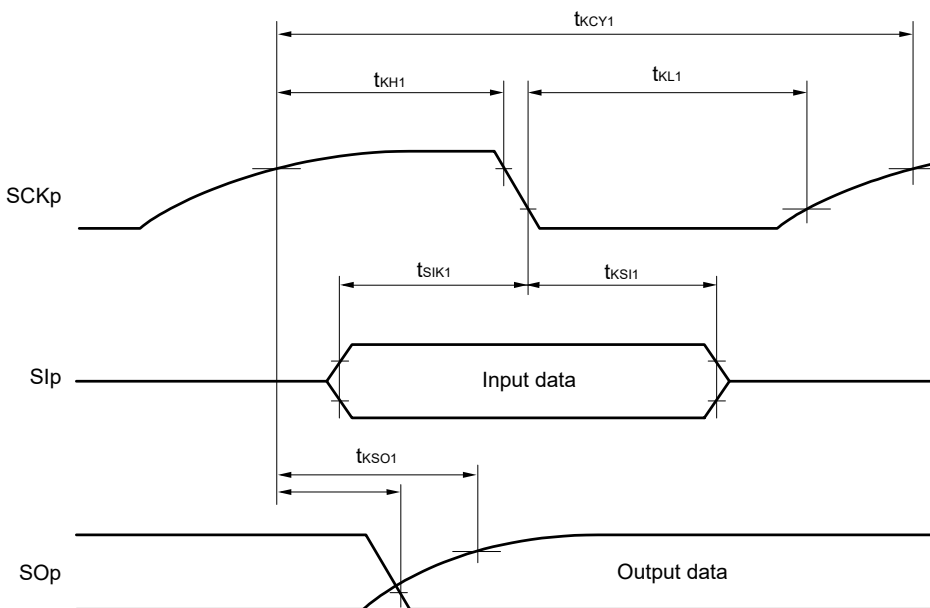 tKCY1
tKH1
tKL1
SCKp
tSIK1
tKSI1
SIp
Input data
tKSO1
SOp
Output data